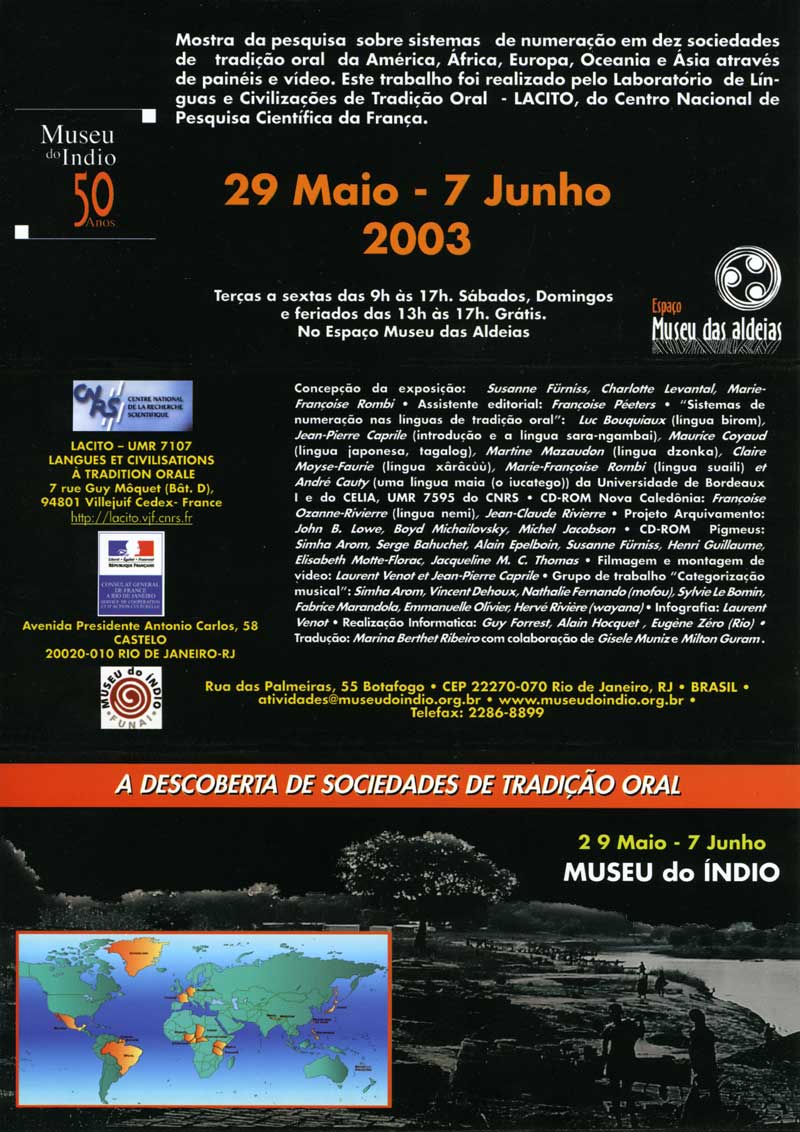 Mostra da pesquisa sobre sistemas de numeração em dez sociedades
de tradição oral da América, África, Europa, Oceania e Ásia através
de painéis e vídeo. Este trabalho foi realizado pelo Laboratório de Lín-
guas e Civilizações de Tradição Oral - LACITO, do Centro Nacional de
Pesquisa Científica da França.
Museu
do Indio
50
Anos
29 Maio - 7 Junho
2003
Terças a sextas das 9h às 17h. Sábados, Domingos
e feriados das 13h às 17h. Grátis.
No Espaço Museu das Aldeias
Espaço
Museu das aldeias
CNRS
CENTRE NATIONAL
DE LA RECHERCHE
SCIENTIFIQUE
LACITO – UMR 7107
LANGUES ET CIVILISATIONS
À TRADITION ORALE
7 rue Guy Môquet (Bât. D),
94801 Villejuif Cedex- France
http://lacito.vjf.cnrs.fr
Liberté • Égalité • Fraternité
RÉPUBLIQUE FRANÇAISE
CONSULAT GENERAL
DE FRANCE
A RIO DE JANEIRO
SERVICE DE COOPERATION
ET D'ACTION CULTURELLE
Avenida Presidente Antonio Carlos, 58
CASTELO
20020-010 RIO DE JANEIRO-RJ
MUSEU do ÍNDIO
FUNAI
Concepção da exposição: Susanne Fürniss, Charlotte Levantal, Marie-
Françoise Rombi • Assistente editorial: Françoise Péeters • “Sistemas de
numeração nas línguas de tradição oral”: Luc Bouquiaux (língua birom),
Jean-Pierre Caprile (introdução e a língua sara-ngambai), Maurice Coyaud
(língua japonesa, tagalog), Martine Mazaudon (língua dzonka), Claire
Moyse-Faurie (língua xârâcùù), Marie-Françoise Rombi (língua suaili) et
André Cauty (uma língua maia (o iucatego)) da Universidade de Bordeaux
I e do CELIA, UMR 7595 do CNRS • CD-ROM Nova Caledônia: Françoise
Ozanne-Rivierre (língua nemi), Jean-Claude Rivierre • Projeto Arquivamento:
John B. Lowe, Boyd Michailovsky, Michel Jacobson • CD-ROM Pigmeus:
Simha Arom, Serge Bahuchet, Alain Epelboin, Susanne Fürniss, Henri Guillaume,
Elisabeth Motte-Florac, Jacqueline M. C. Thomas • Filmagem e montagem de
vídeo: Laurent Venot et Jean-Pierre Caprile • Grupo de trabalho “Categorização
musical”: Simha Arom, Vincent Dehoux, Nathalie Fernando (mofou), Sylvie Le Bomin,
Fabrice Marandola, Emmanuelle Olivier, Hervé Rivière (wayana) • Infografia: Laurent
Venot • Realização Informatica: Guy Forrest, Alain Hocquet , Eugène Zéro (Rio) •
Tradução: Marina Berthet Ribeiro com colaboração de Gisele Muniz e Milton Guram .
Rua das Palmeiras, 55 Botafogo • CEP 22270-070 Rio de Janeiro, RJ • BRASIL •
atividades@museudoindio.org.br • www.museudoindio.org.br •
Telefax: 2286-8899
A DESCOBERTA DE SOCIEDADES DE TRADIÇÃO ORAL
2 9 Maio - 7 Junho
MUSEU do ÍNDIO